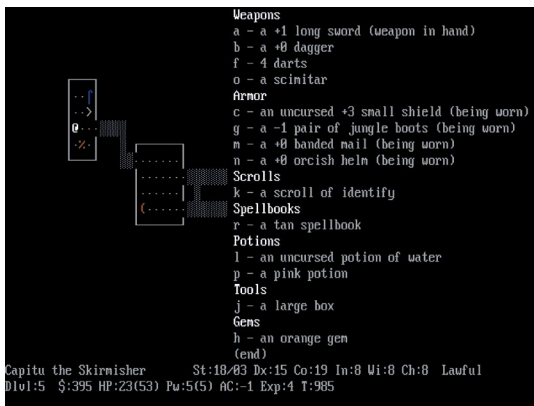 Weapons
a - a +1 long sword (weapon in hand)
b - a +0 dagger
f - 4 darts
o - a scimitar
Armor
c - an uncursed +3 small shield (being worn)
g - a -1 pair of jungle boots (being worn)
m - a +0 banded mail (being worn)
n - a +0 orcish helm (being worn)
Scrolls
k - a scroll of identify
Spellbooks
r - a tan spellbook
Potions
l - an uncursed potion of water
p - a pink potion
Tools
j - a large box
Gems
h - an orange gem
(end)
Capitu the Skirmisher St:18/03 Dx:15 Co:19 In:8 Wi:8 Ch:8 Lawful
Dlvl:5 $:395 HP:23(53) Pw:5(5) AC:-1 Exp:4 T:985